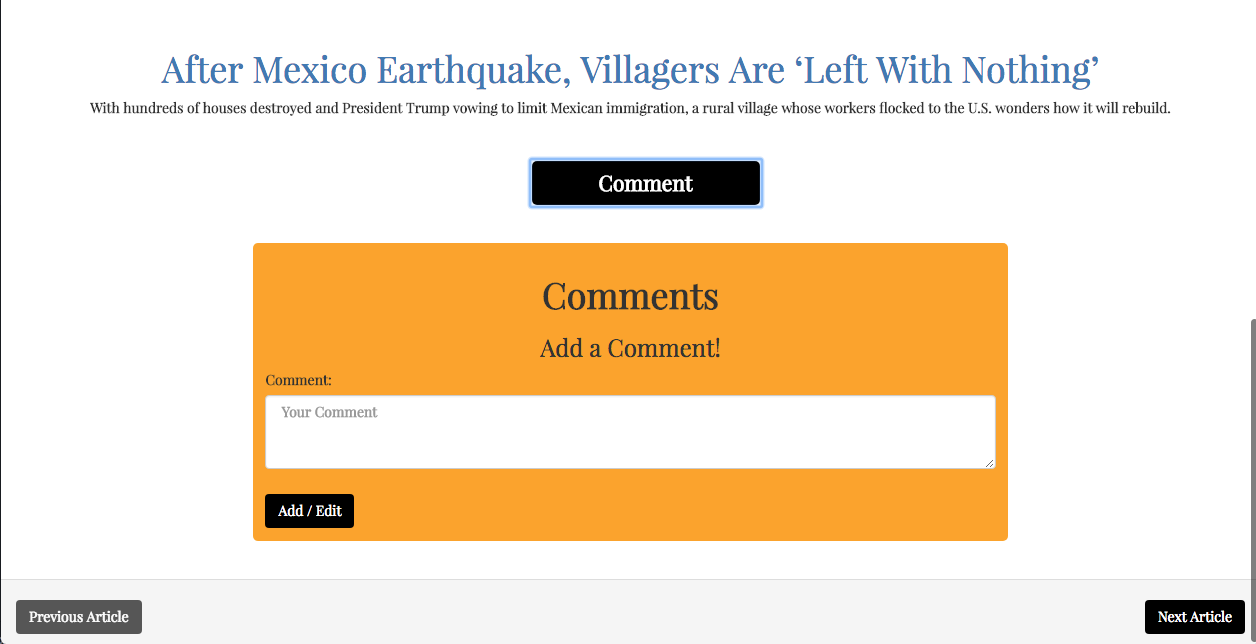 After Mexico Earthquake, Villagers Are ‘Left With Nothing’
With hundreds of houses destroyed and President Trump vowing to limit Mexican immigration, a rural village whose workers flocked to the U.S. wonders how it will rebuild.
Comment
Comments
Add a Comment!
Comment:
Your Comment
Add / Edit
Previous Article
Next Article